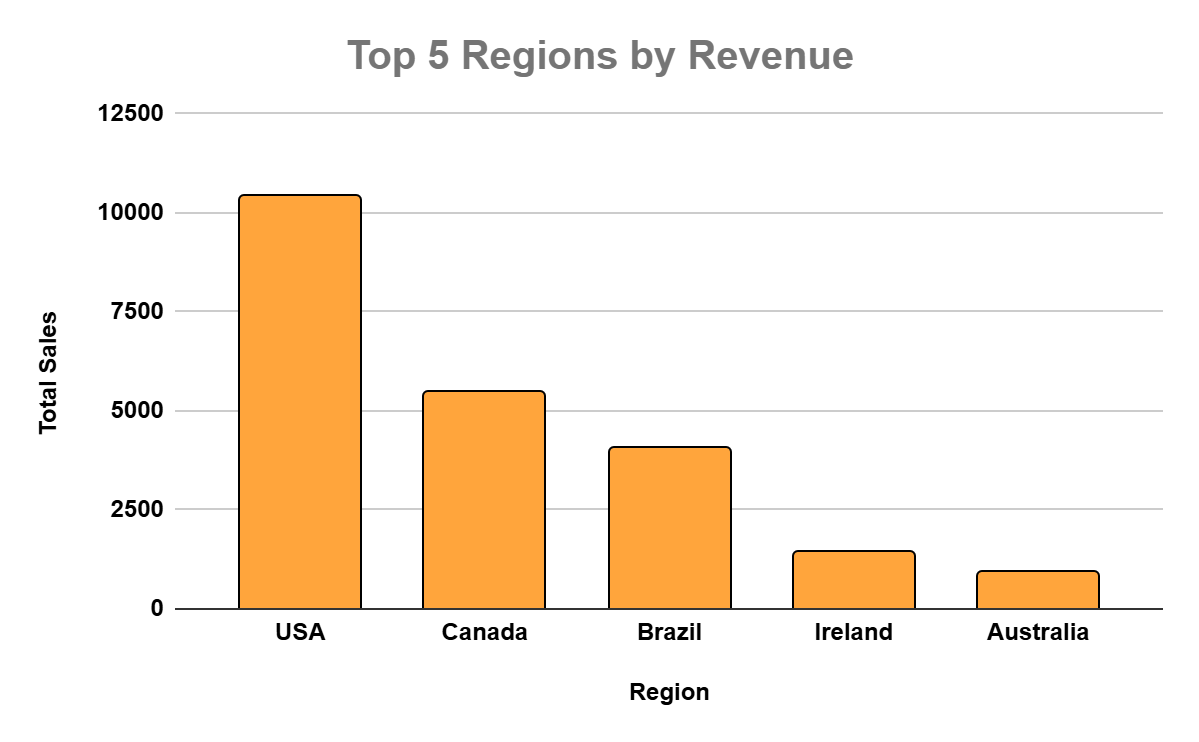 Top 5 Regions by Revenue
12500
10000
7500
5000
2500
0
Total Sales
USA Canada Brazil Ireland Australia
Region